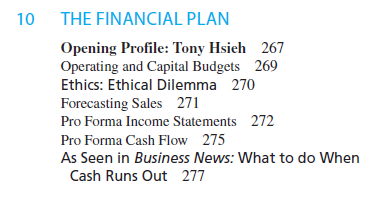 10 THE FINANCIAL PLAN
Opening Profile: Tony Hsieh 267
Operating and Capital Budgets 269
Ethics: Ethical Dilemma 270
Forecasting Sales 271
Pro Forma Income Statements 272
Pro Forma Cash Flow 275
As Seen in Business News: What to do When
Cash Runs Out 277